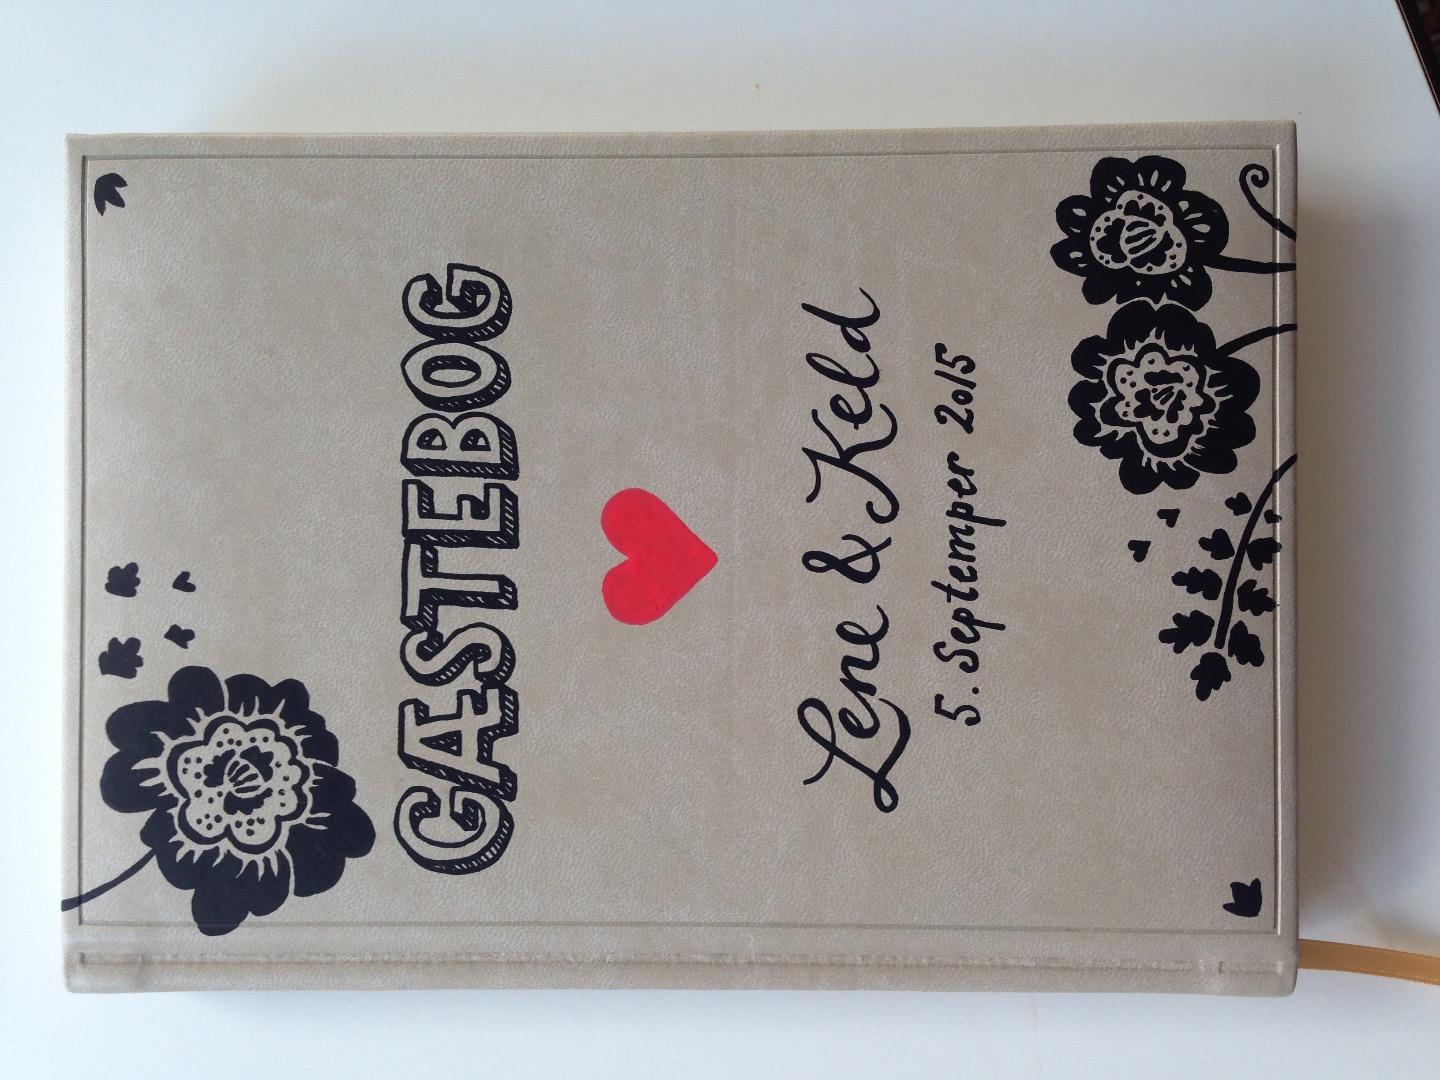 GÆSTEBOG
Lene & Keld
5. Septemper 2015